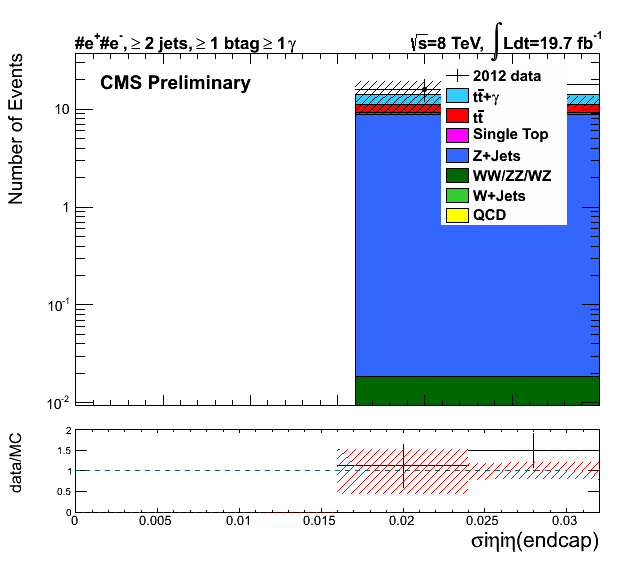 #e⁺#e⁻, ≥ 2 jets, ≥ 1 btag ≥ 1 γ
√s=8 TeV, ∫Ldt=19.7 fb⁻¹
CMS Preliminary
2012 data
tt̄+γ
tt̄
Single Top
Z+Jets
WW/ZZ/WZ
W+Jets
QCD
Number of Events
10
1
10⁻¹
10⁻²
data/MC
2
1.5
1
0.5
0
0 0.005 0.01 0.015 0.02 0.025 0.03
σiηiη(endcap)